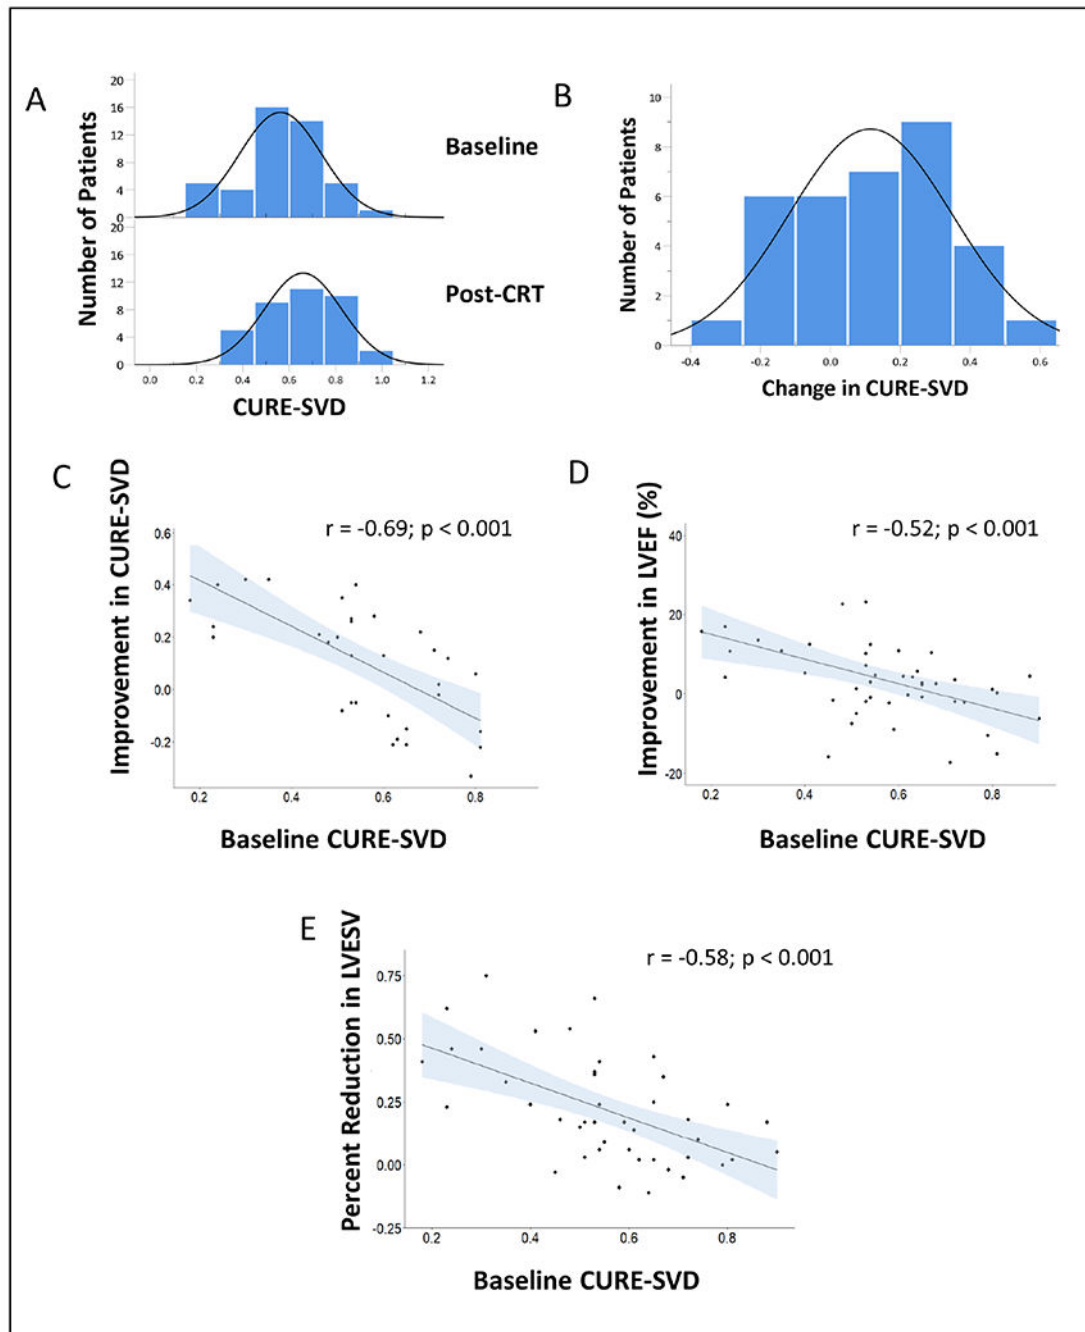 A
Number of Patients
20
16
12
8
4
0
Baseline
20
16
12
8
4
0
Post-CRT
0.0 0.2 0.4 0.6 0.8 1.0 1.2
CURE-SVD
B
Number of Patients
10
8
6
4
2
0
-0.4 -0.2 0.0 0.2 0.4 0.6
Change in CURE-SVD
C
Improvement in CURE-SVD
r = -0.69; p < 0.001
0.6
0.4
0.2
0.0
-0.2
0.2 0.4 0.6 0.8
Baseline CURE-SVD
D
Improvement in LVEF (%)
r = -0.52; p < 0.001
40
20
0
-20
0.2 0.4 0.6 0.8
Baseline CURE-SVD
E
Percent Reduction in LVESV
r = -0.58; p < 0.001
0.75
0.50
0.25
0.00
-0.25
0.2 0.4 0.6 0.8
Baseline CURE-SVD